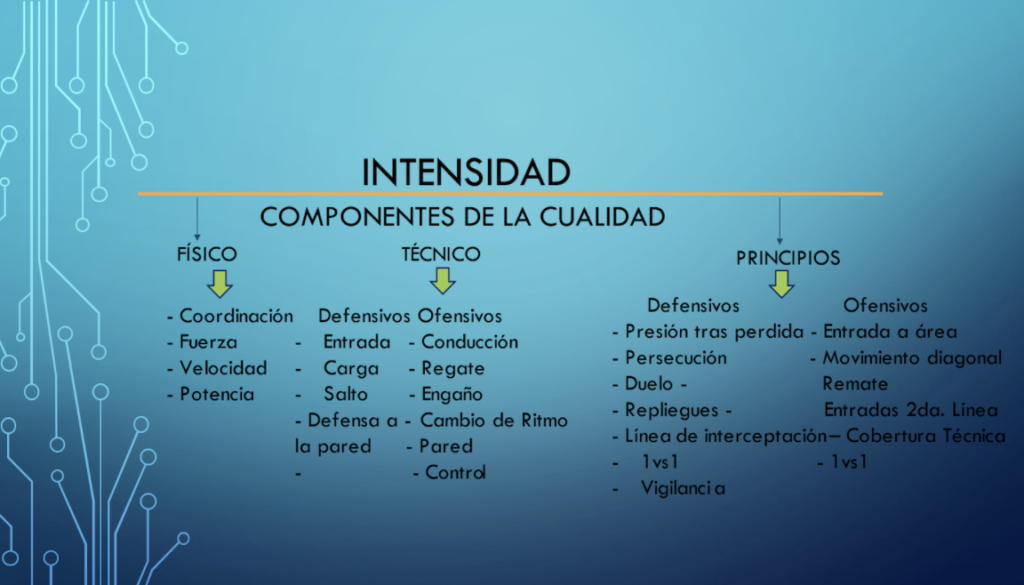 INTENSIDAD
COMPONENTES DE LA CUALIDAD
FÍSICO
- Coordinación
- Fuerza
- Velocidad
- Potencia
TÉCNICO
Defensivos Ofensivos
- Entrada - Conducción
- Carga - Regate
- Salto - Engaño
- Defensa a - Cambio de Ritmo
la pared - Pared
- - Control
PRINCIPIOS
Defensivos Ofensivos
- Presión tras perdida - Entrada a área
- Persecución - Movimiento diagonal
- Duelo - Remate
- Repliegues - Entradas 2da. Línea
- Línea de interceptación – Cobertura Técnica
- 1vs1 - 1vs1
- Vigilancia